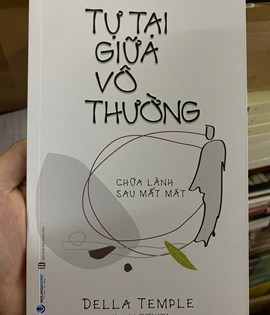 TỰ TẠI
GIỮA
VÔ
THƯỜNG
CHỮA LÀNH
SAU MẤT MÁT
DELLA TEMPLE